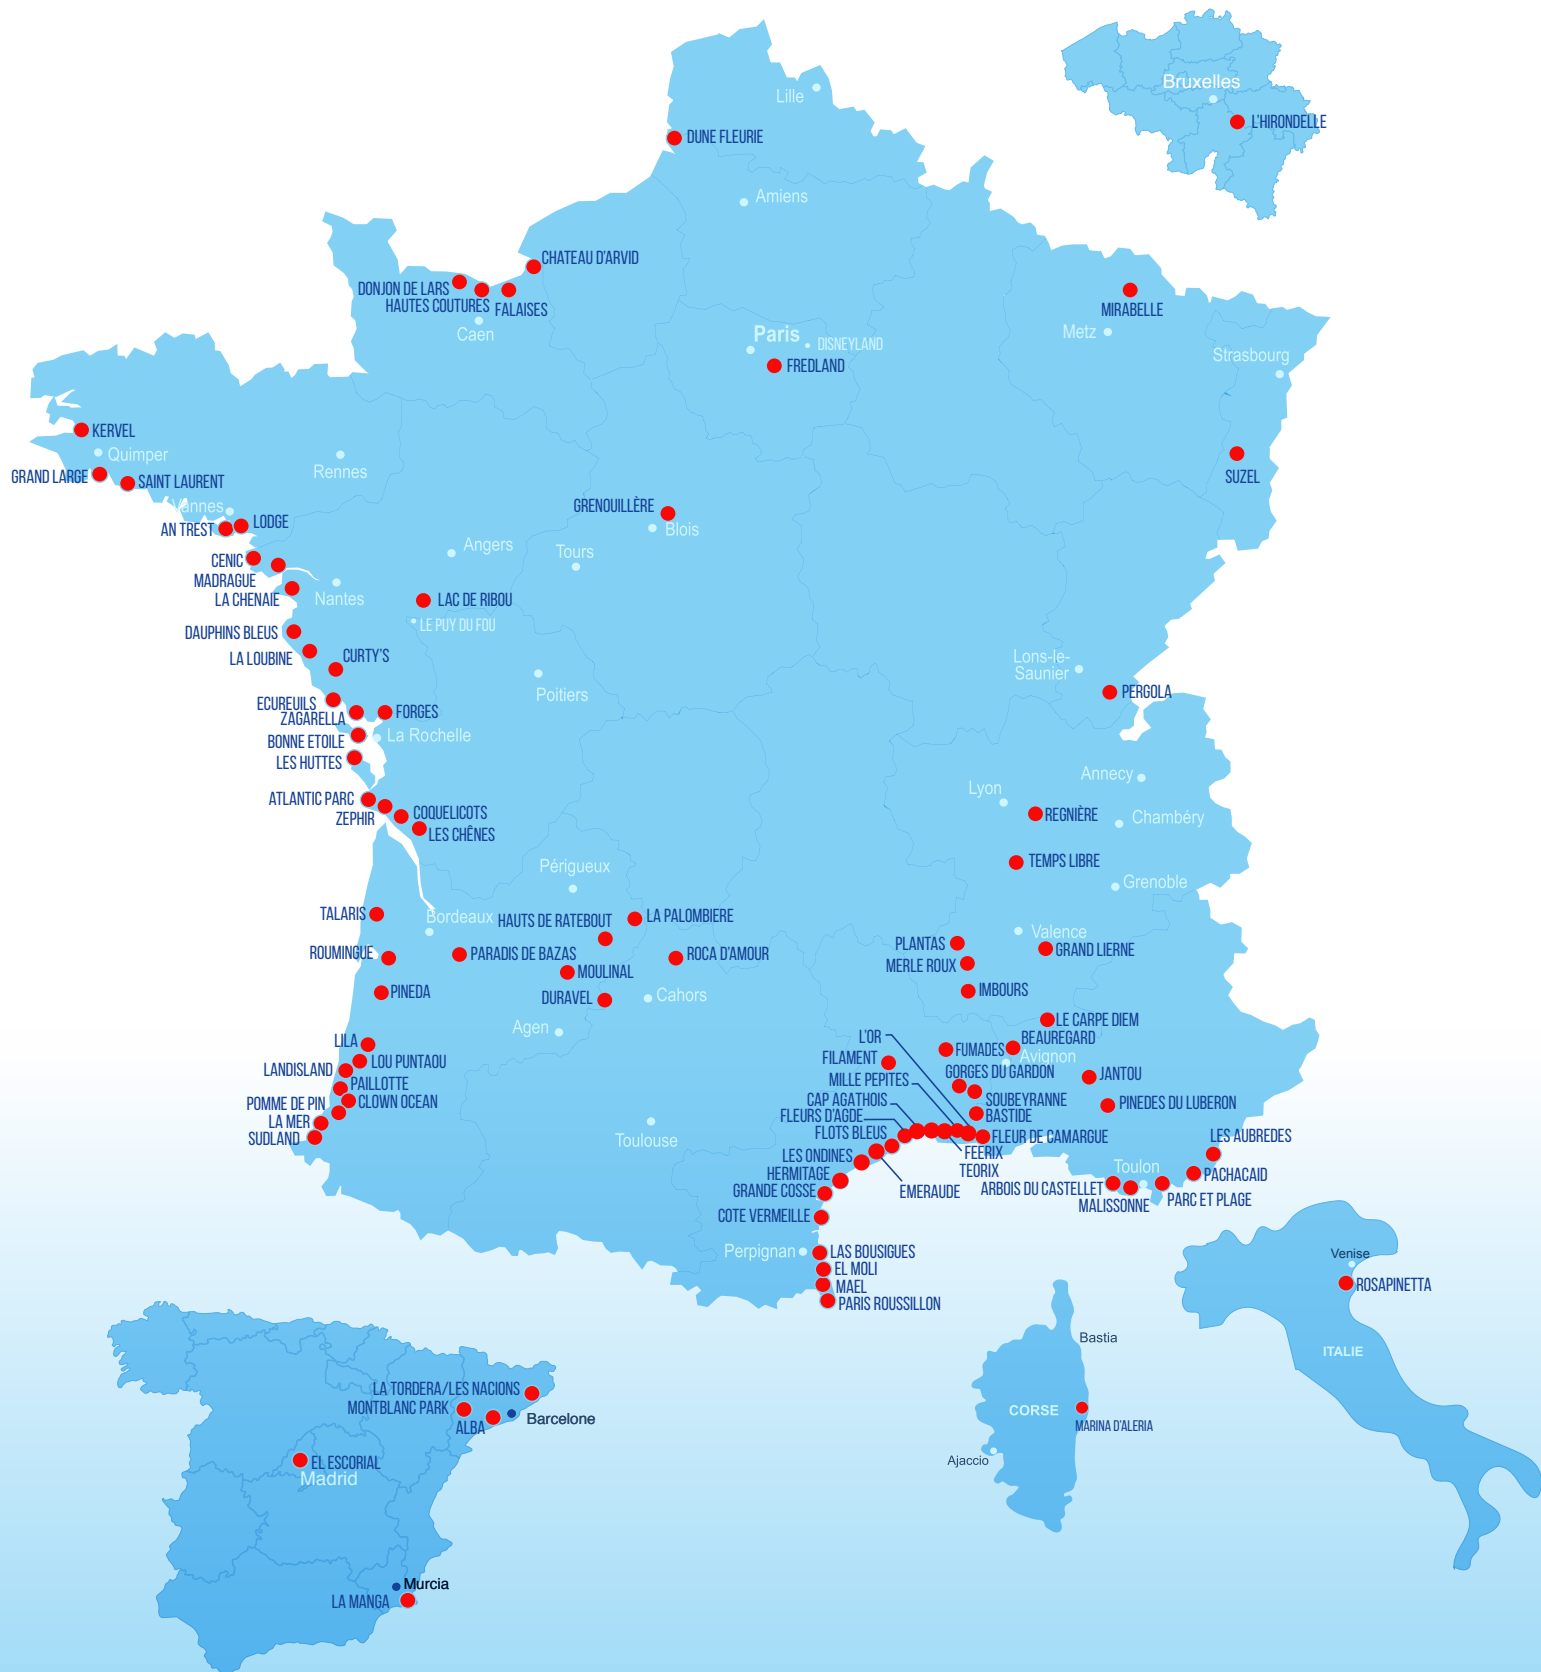 Bruxelles
Lille
L'HIRONDELLE
DUNE FLEURIE
Amiens
CHATEAU D'ARVID
DONJON DE LARS
HAUTES COUTURES
FALAISES
MIRABELLE
Caen
Paris
Metz
DISNEYLAND
Strasbourg
FREDLAND
KERVEL
Quimper
Rennes
GRAND LARGE
SAINT LAURENT
SUZEL
Vannes
GRENOUILLÈRE
LODGE
AN TREST
Blois
Angers
Tours
CENIC
MADRAGUE
LA CHENAIE
Nantes
LAC DE RIBOU
LE PUY DU FOU
DAUPHINS BLEUS
LA LOUBINE
CURTY'S
Lons-le-
Saunier
Poitiers
PERGOLA
ECUREUILS
ZAGARELLA
FORGES
BONNE ETOILE
La Rochelle
LES HUTTES
Annecy
Lyon
ATLANTIC PARC
ZEPHIR
COQUELICOTS
LES CHÊNES
REGNIÈRE
Chambéry
TEMPS LIBRE
Périgueux
Grenoble
TALARIS
Bordeaux
HAUTS DE RATEBOUT
LA PALOMBIERE
Valence
PLANTAS
GRAND LIERNE
ROUMINGUE
PARADIS DE BAZAS
ROCA D'AMOUR
MERLE ROUX
MOULINAL
PINEDA
DURAVEL
Cahors
IMBOURS
Agen
LE CARPE DIEM
L'OR
BEAUREGARD
LILA
FUMADES
Avignon
FILAMENT
LOU PUNTAOU
LANDISLAND
GORGES DU GARDON
JANTOU
MILLE PEPITES
PAILLOTTE
CAP AGATHOIS
SOUBEYRANNE
POMME DE PIN
CLOWN OCEAN
PINEDES DU LUBERON
FLEURS D'AGDE
BASTIDE
LA MER
SUDLAND
FLOTS BLEUS
FLEUR DE CAMARGUE
LES AUBREDES
Toulouse
LES ONDINES
FEERIX
HERMITAGE
TEORIX
Toulon
PACHACAID
GRANDE COSSE
EMERAUDE
ARBOIS DU CASTELLET
MALISSONNE
PARC ET PLAGE
COTE VERMEILLE
Perpignan
LAS BOUSIGUES
EL MOLI
MAEL
PARIS ROUSSILLON
Venise
ROSAPINETTA
ITALIE
Bastia
CORSE
MARINA D'ALERIA
Ajaccio
LA TORDERA/LES NACIONS
MONTBLANC PARK
ALBA
Barcelone
EL ESCORIAL
Madrid
Murcia
LA MANGA